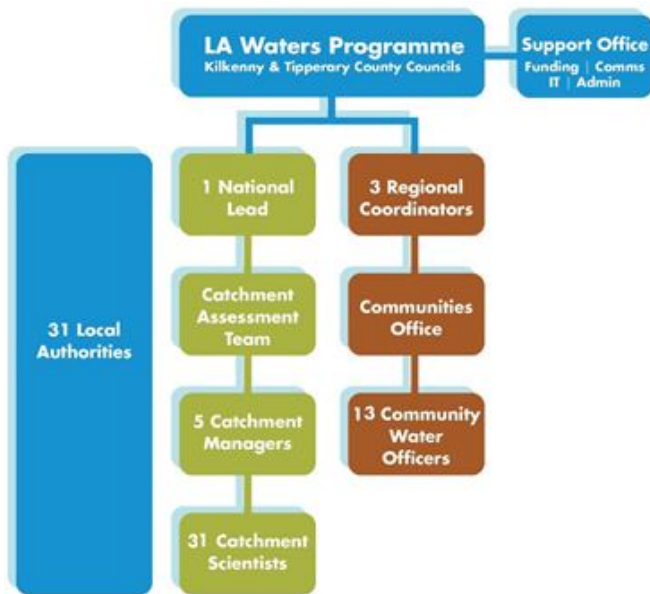 LA Waters Programme
Kilkenny & Tipperary County Councils
Support Office
Funding | Comms
IT | Admin
31 Local
Authorities
1 National
Lead
3 Regional
Coordinators
Catchment
Assessment
Team
Communities
Office
5 Catchment
Managers
13 Community
Water
Officers
31 Catchment
Scientists